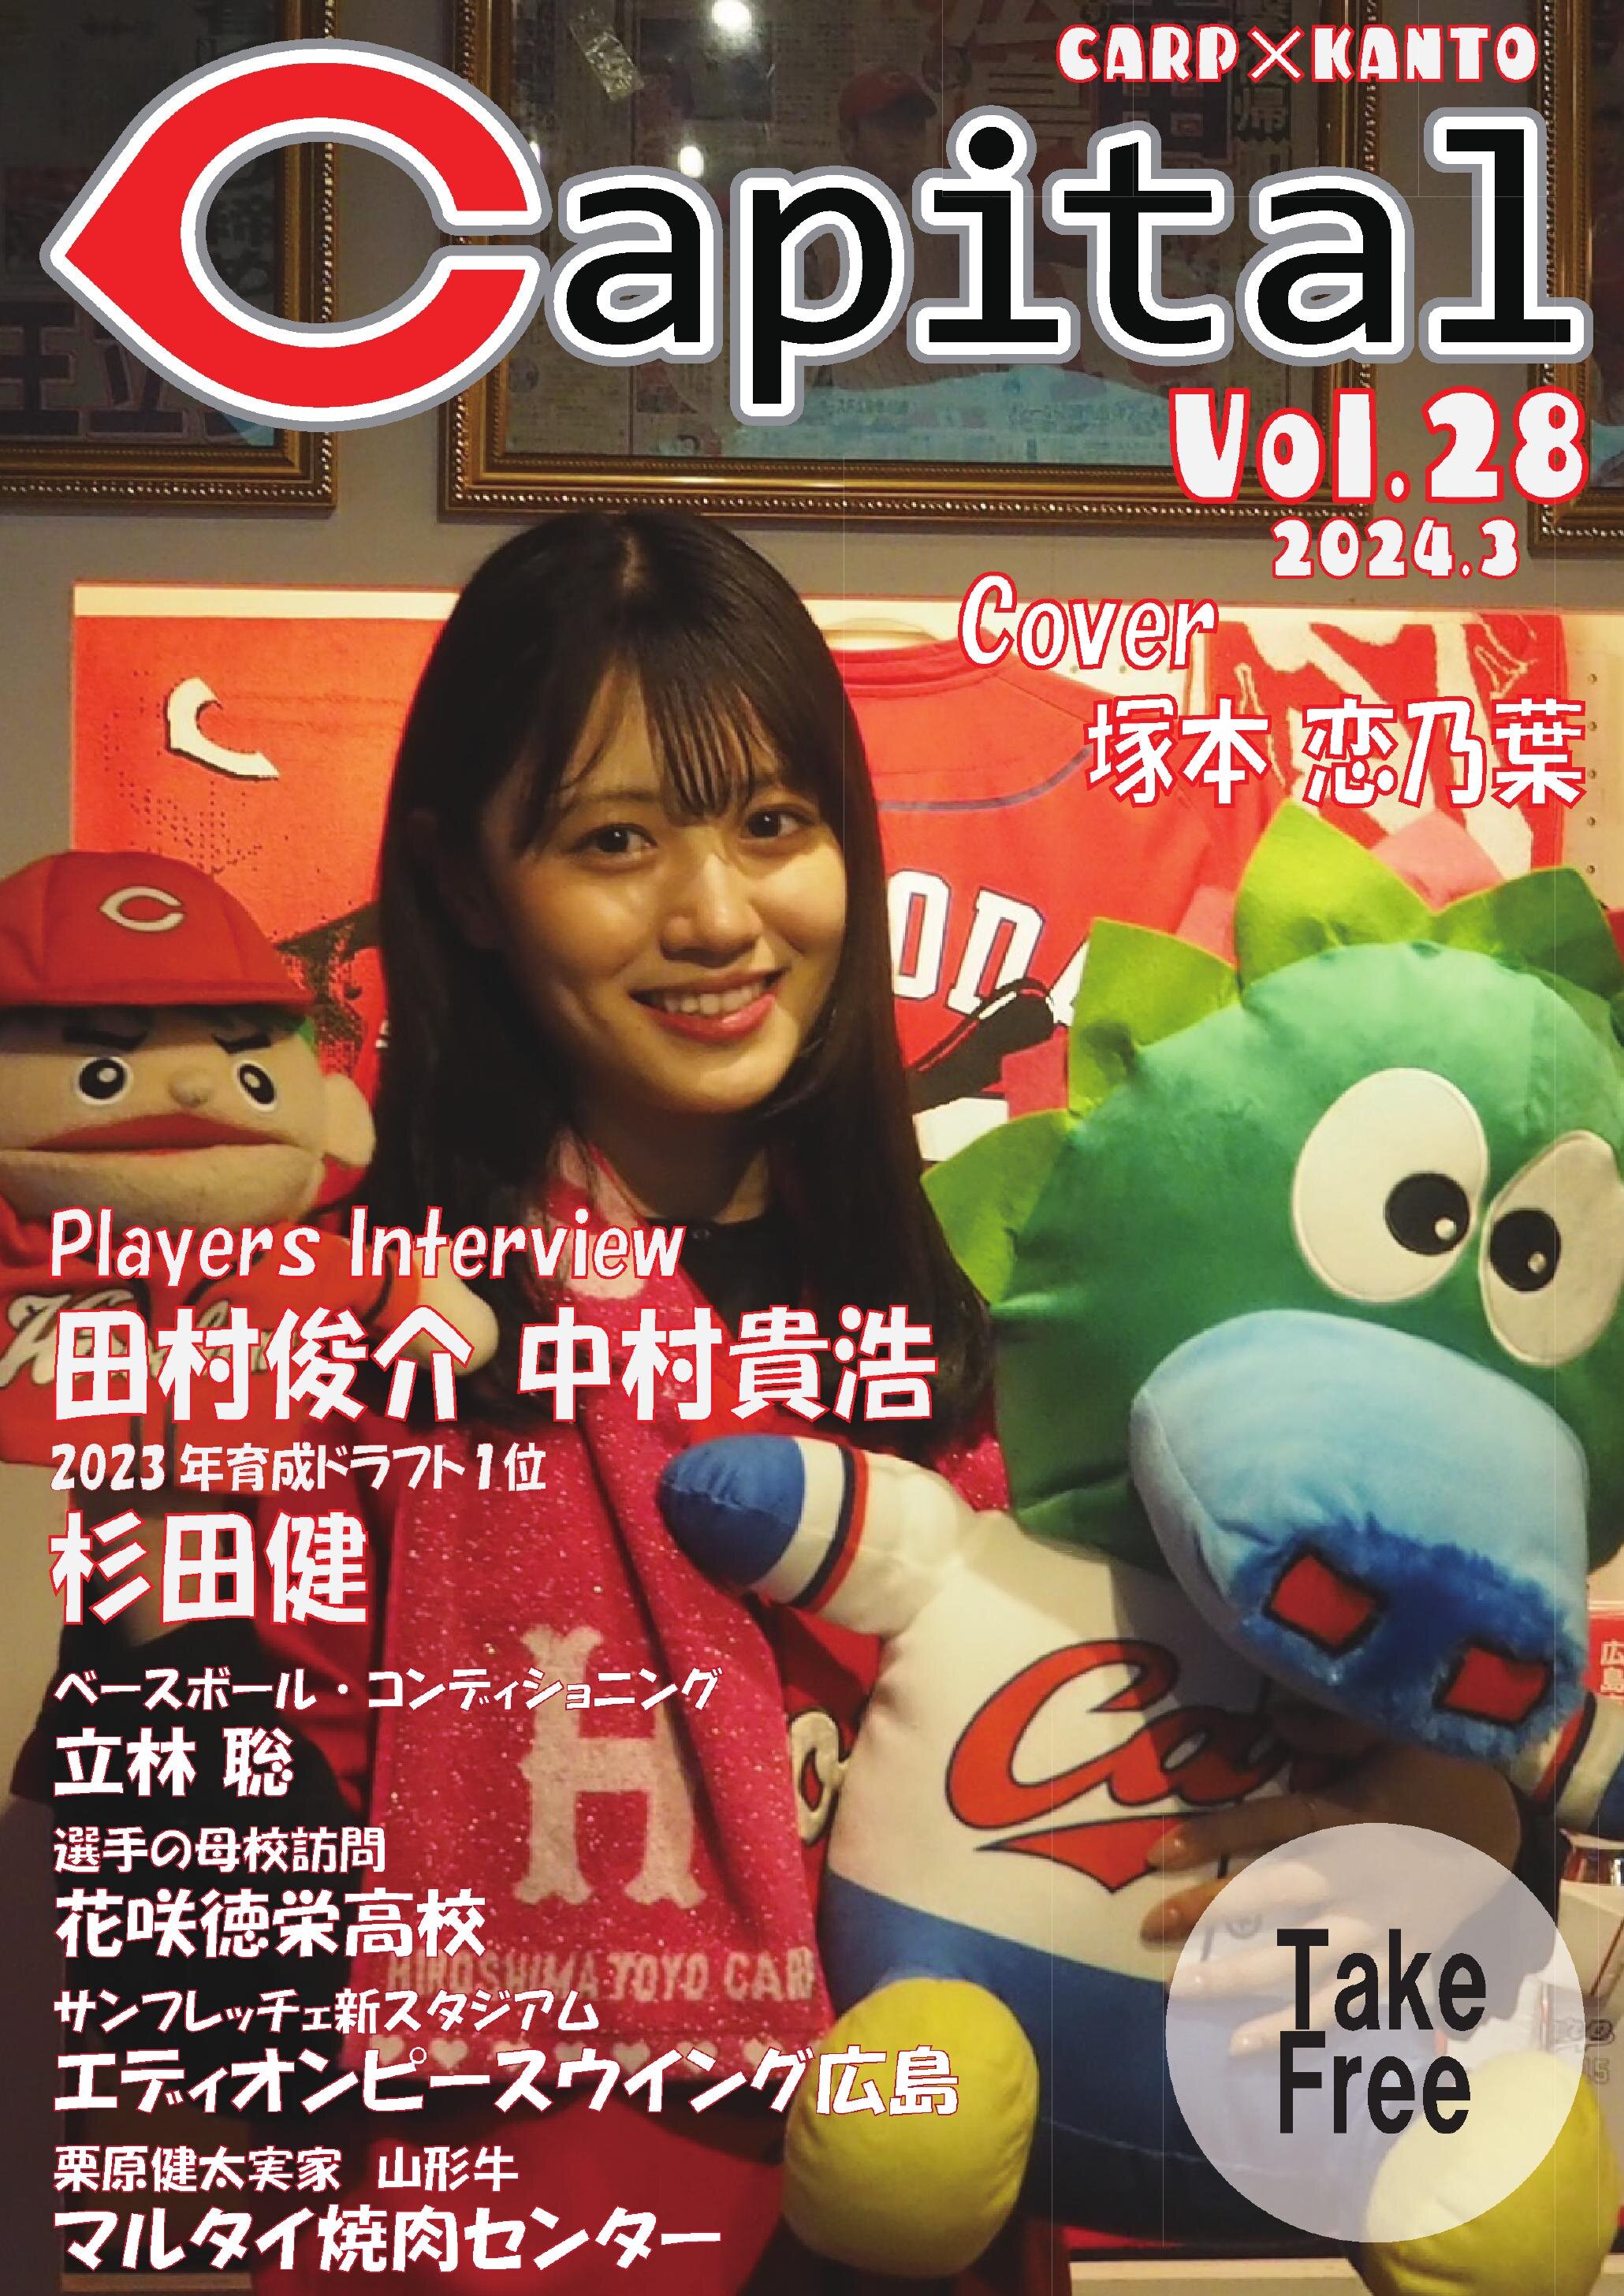 CARP×KANTO
Capital
Vol.28
2024.3
Cover
塚本 恋乃葉
Players Interview
田村俊介 中村貴浩
2023年育成ドラフト1位
杉田健
ベースボール・コンディショニング
立林 聡
選手の母校訪問
花咲徳栄高校
HIROSHIMA TOYO CAR
サンフレッチェ新スタジアム
エディオンピースウイング広島
栗原健太実家 山形牛
マルタイ焼肉センター
Take
Free
H
広島